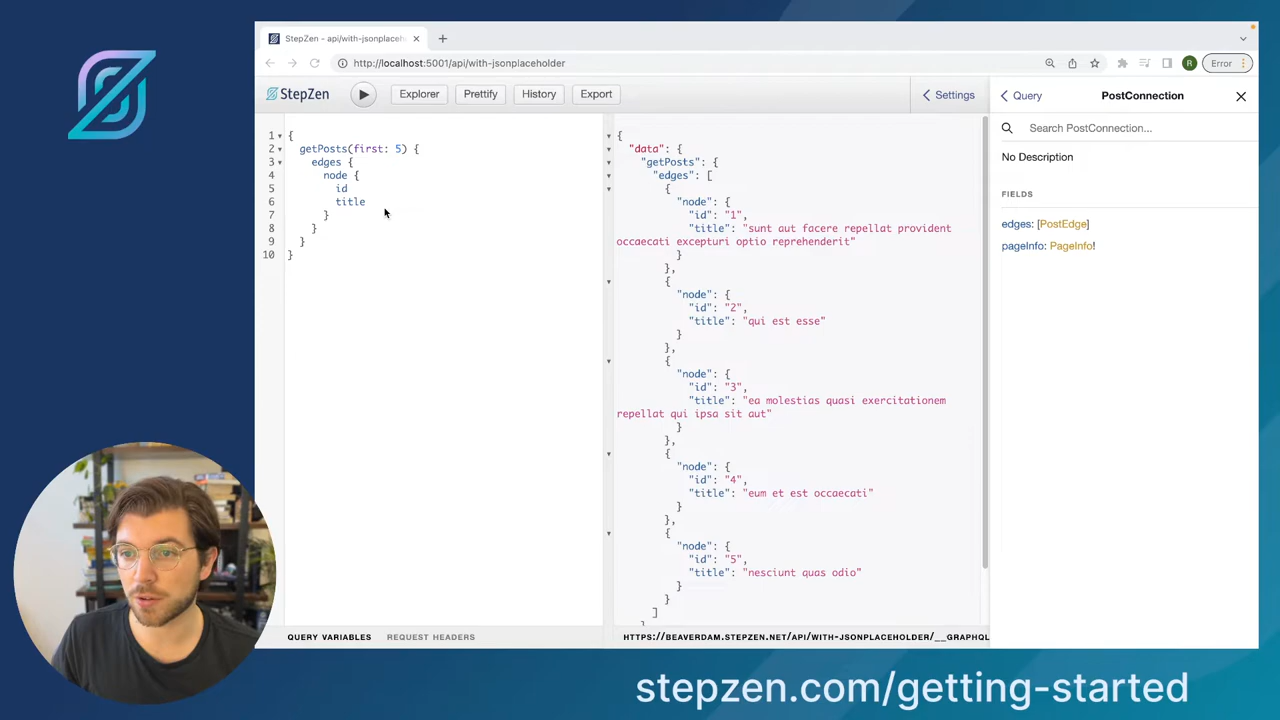 StepZen - api/with-jsonplaceh
http://localhost:5001/api/with-jsonplaceholder
R
Error
StepZen
Explorer
Prettify
History
Export
Settings
Query
PostConnection
1 {
2 getPosts(first: 5) {
3 edges {
4 node {
5 id
6 title
7 }
8 }
9 }
10 }
{
"data": {
"getPosts": {
"edges": [
{
"node": {
"id": "1",
"title": "sunt aut facere repellat provident
occaecati excepturi optio reprehenderit"
}
},
{
"node": {
"id": "2",
"title": "qui est esse"
}
},
{
"node": {
"id": "3",
"title": "ea molestias quasi exercitationem
repellat qui ipsa sit aut"
}
},
{
"node": {
"id": "4",
"title": "eum et est occaecati"
}
},
{
"node": {
"id": "5",
"title": "nesciunt quas odio"
}
}
]
Search PostConnection...
No Description
FIELDS
edges: [PostEdge]
pageInfo: PageInfo!
QUERY VARIABLES
REQUEST HEADERS
HTTPS://BEAVERDAM.STEPZEN.NET/API/WITH-JSONPLACEHOLDER/__GRAPHQL
stepzen.com/getting-started